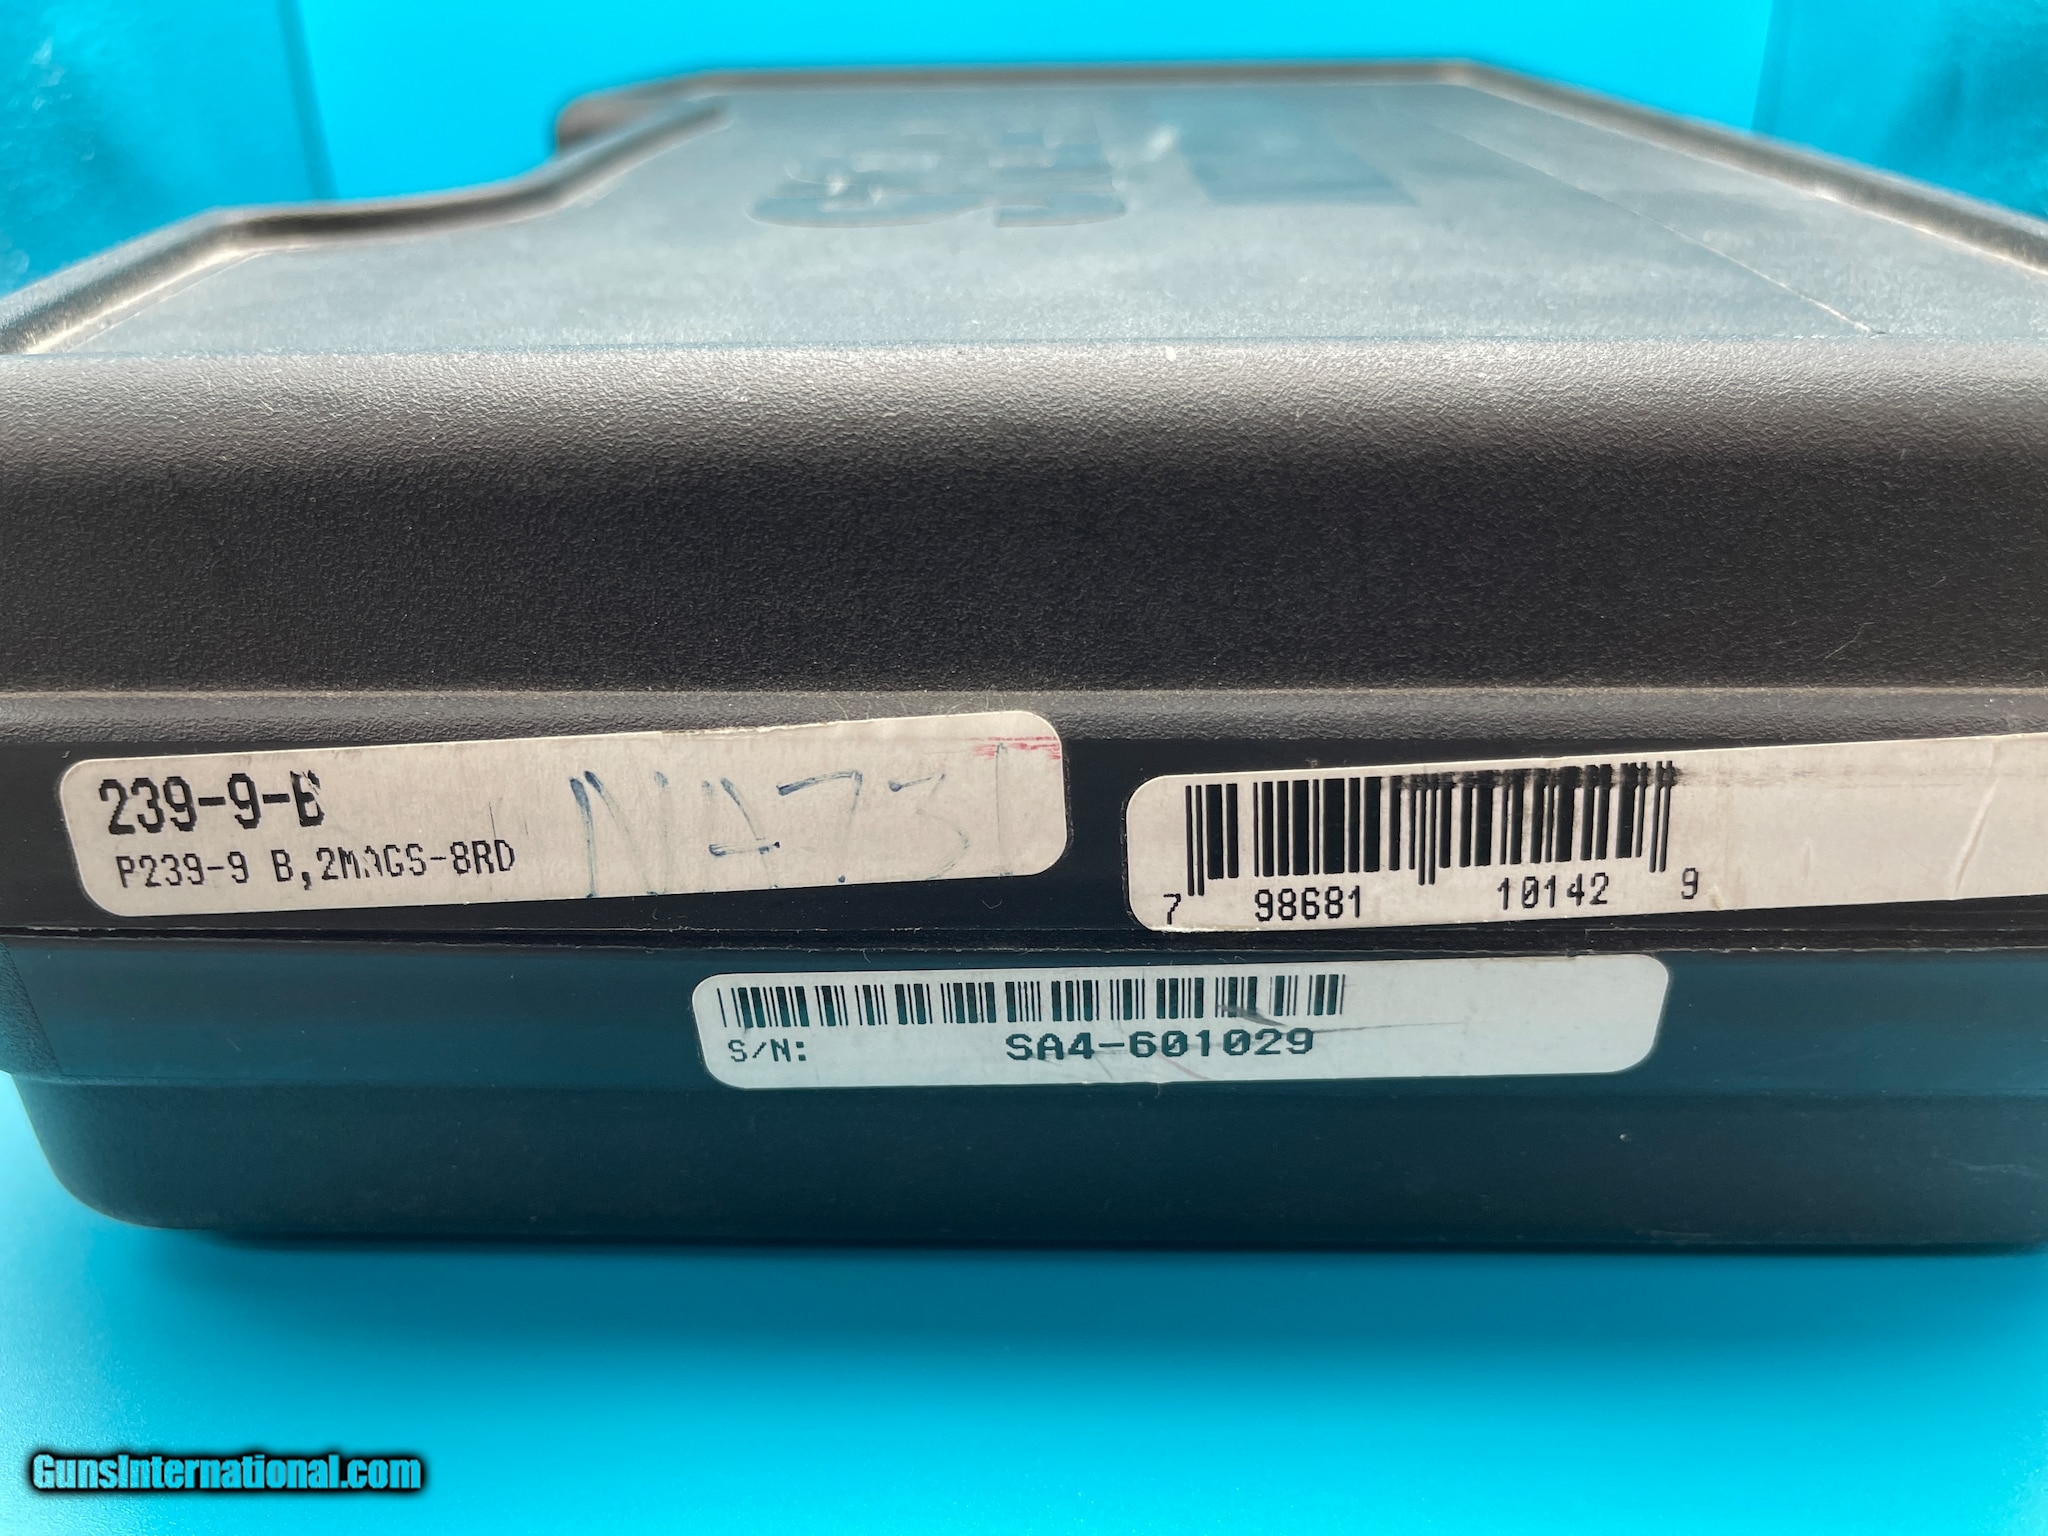 239-9-B
P239-9 B,2MAGS-8RD
7 98681 10142 9
S/N: SA4-601029
GunsInternational.com